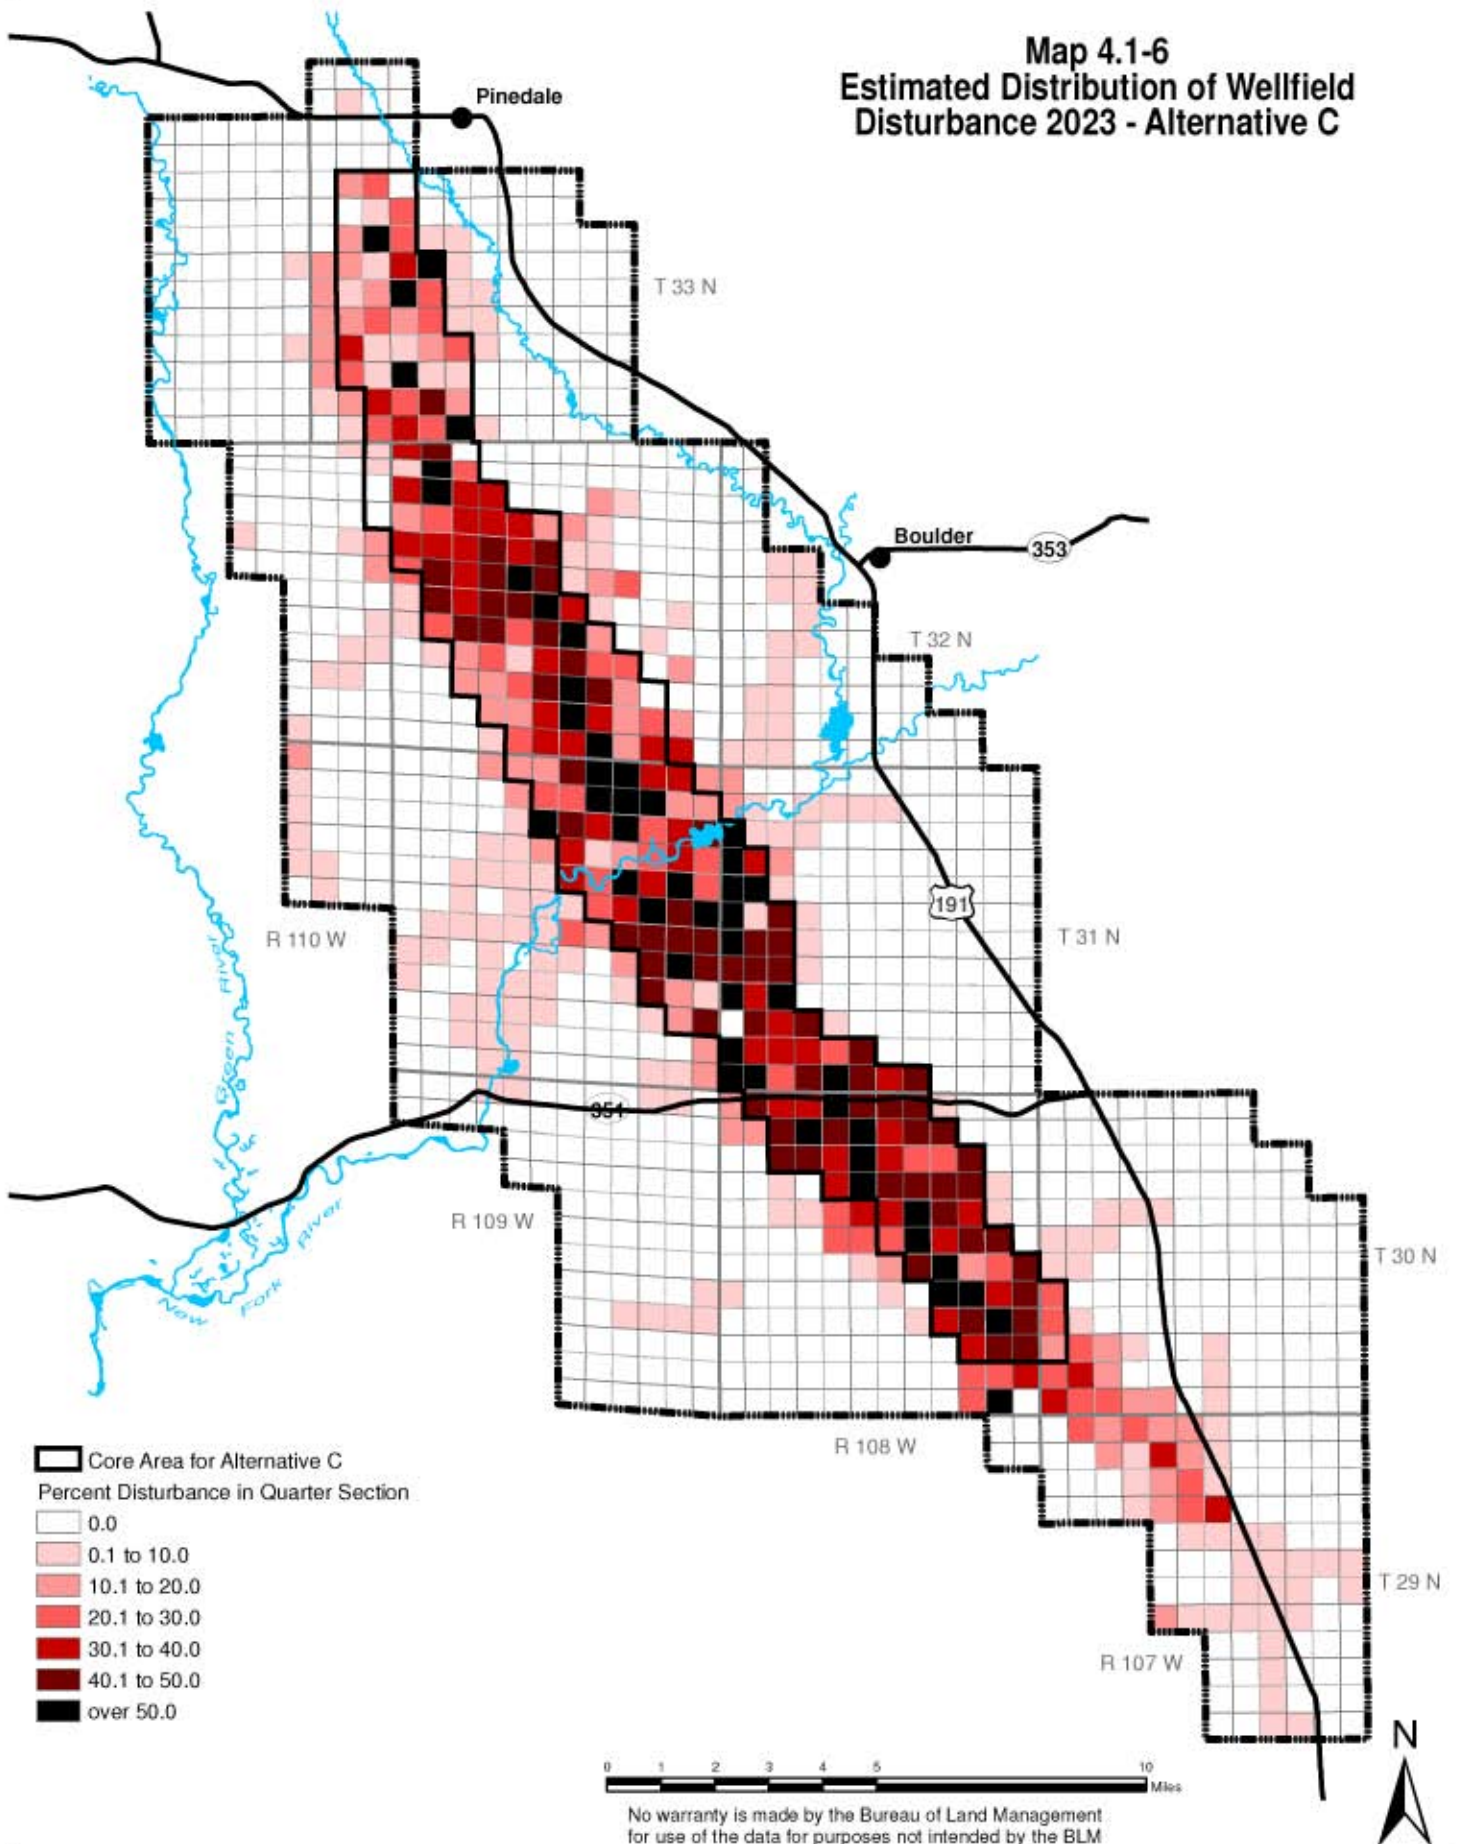 Map 4.1-6
Estimated Distribution of Wellfield
Disturbance 2023 - Alternative C
Pinedale
T 33 N
Boulder
353
T 32 N
191
R 110 W
T 31 N
Green River
351
R 109 W
New Fork River
T 30 N
R 108 W
Core Area for Alternative C
Percent Disturbance in Quarter Section
0.0
0.1 to 10.0
10.1 to 20.0
20.1 to 30.0
30.1 to 40.0
40.1 to 50.0
over 50.0
T 29 N
R 107 W
N
0 1 2 3 4 5 10
Miles
No warranty is made by the Bureau of Land Management
for use of the data for purposes not intended by the BLM